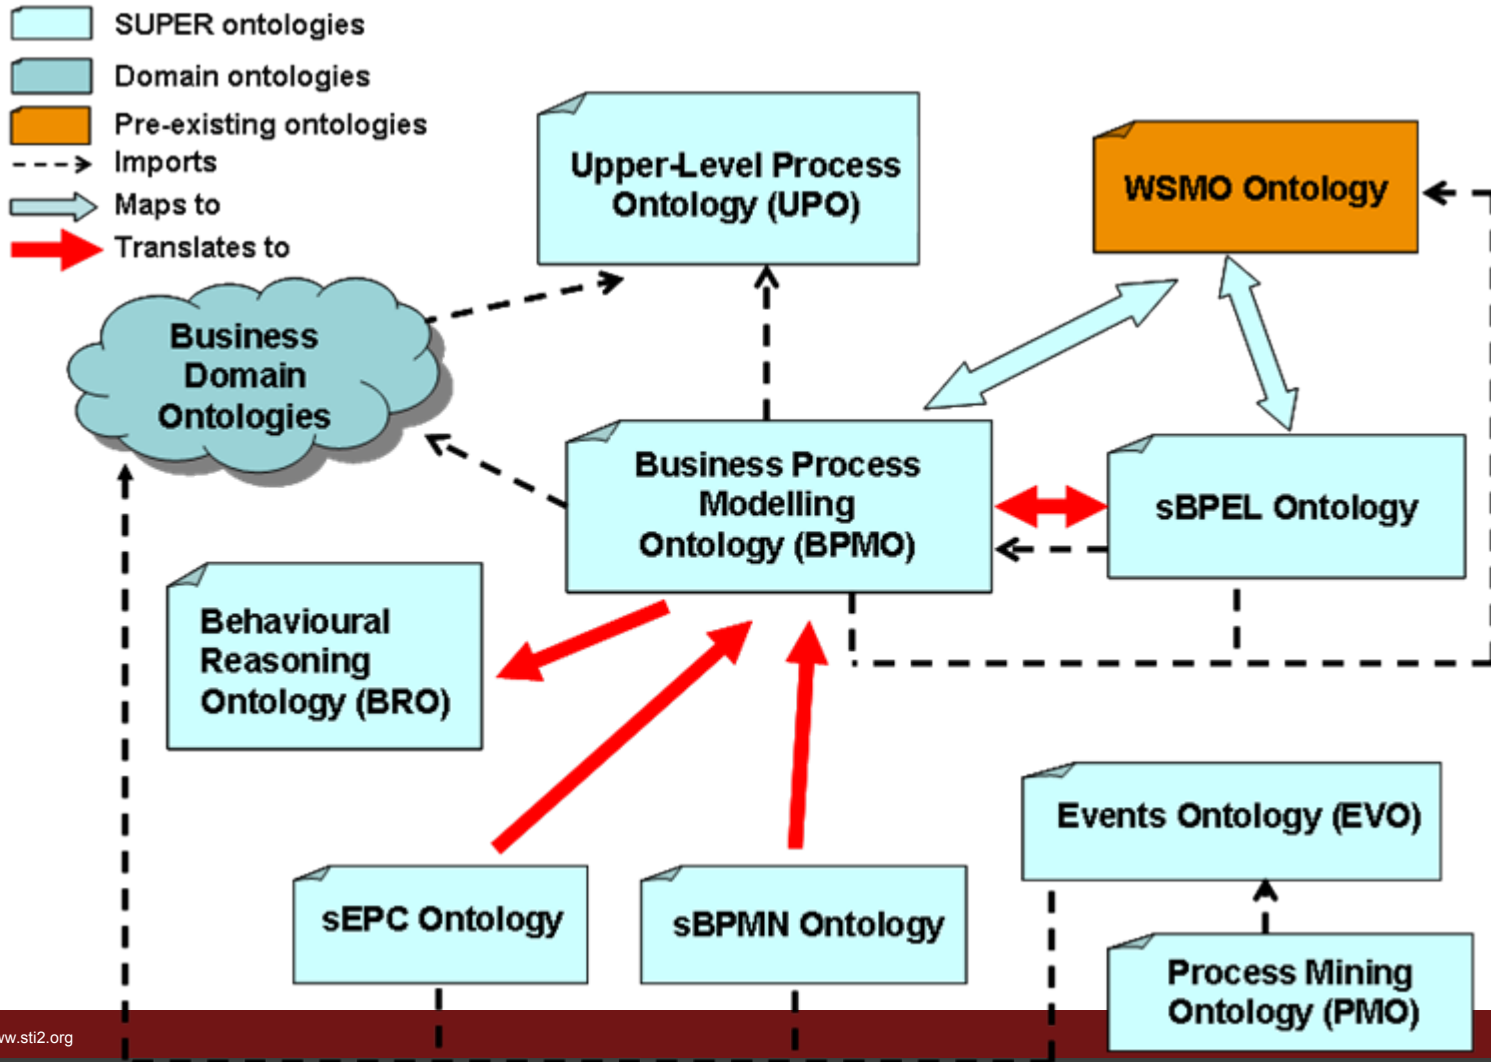 SUPER ontologies
Domain ontologies
Pre-existing ontologies
Imports
Maps to
Translates to
Upper-Level Process
Ontology (UPO)
WSMO Ontology
Business
Domain
Ontologies
Business Process
Modelling
Ontology (BPMO)
sBPEL Ontology
Behavioural
Reasoning
Ontology (BRO)
Events Ontology (EVO)
sEPC Ontology
sBPMN Ontology
Process Mining
Ontology (PMO)
ww.sti2.org